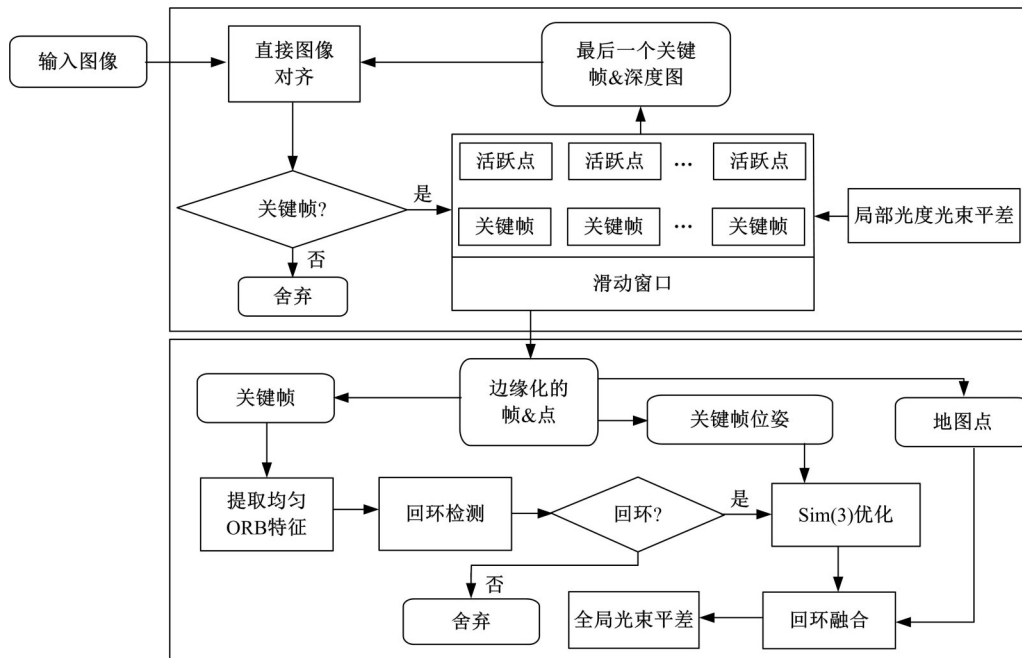 输入图像
直接图像
对齐
最后一个关键
帧&深度图
活跃点 活跃点 … 活跃点
关键帧?
是
关键帧 关键帧 … 关键帧
局部光度光束平差
否
舍弃
滑动窗口
边缘化的
帧&点
关键帧
关键帧位姿
地图点
提取均匀
ORB特征
回环检测
回环?
是
Sim(3)优化
否
舍弃
全局光束平差
回环融合